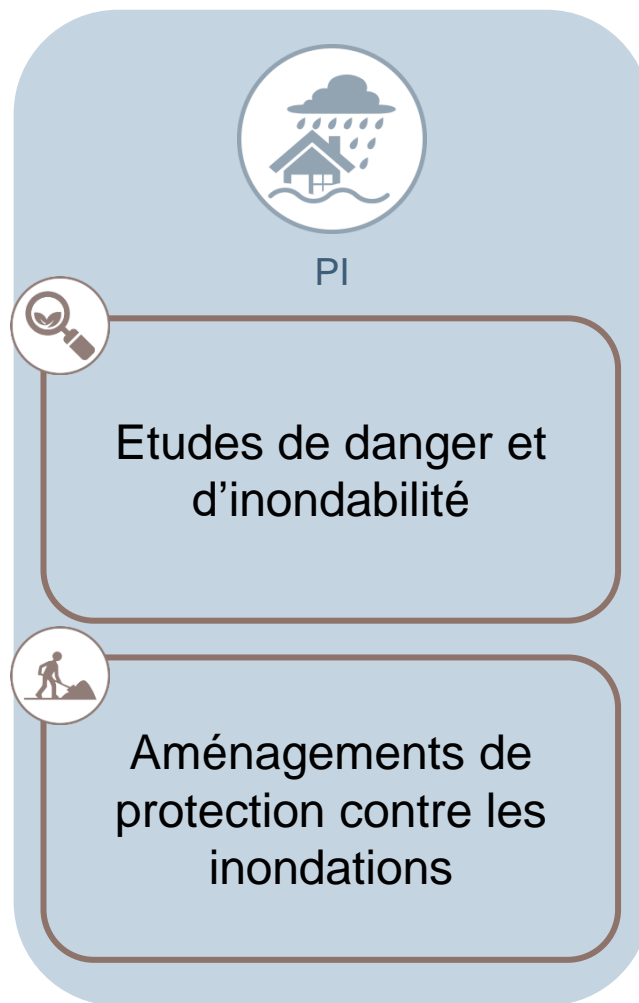 PI
Etudes de danger et
d’inondabilité
Aménagements de
protection contre les
inondations